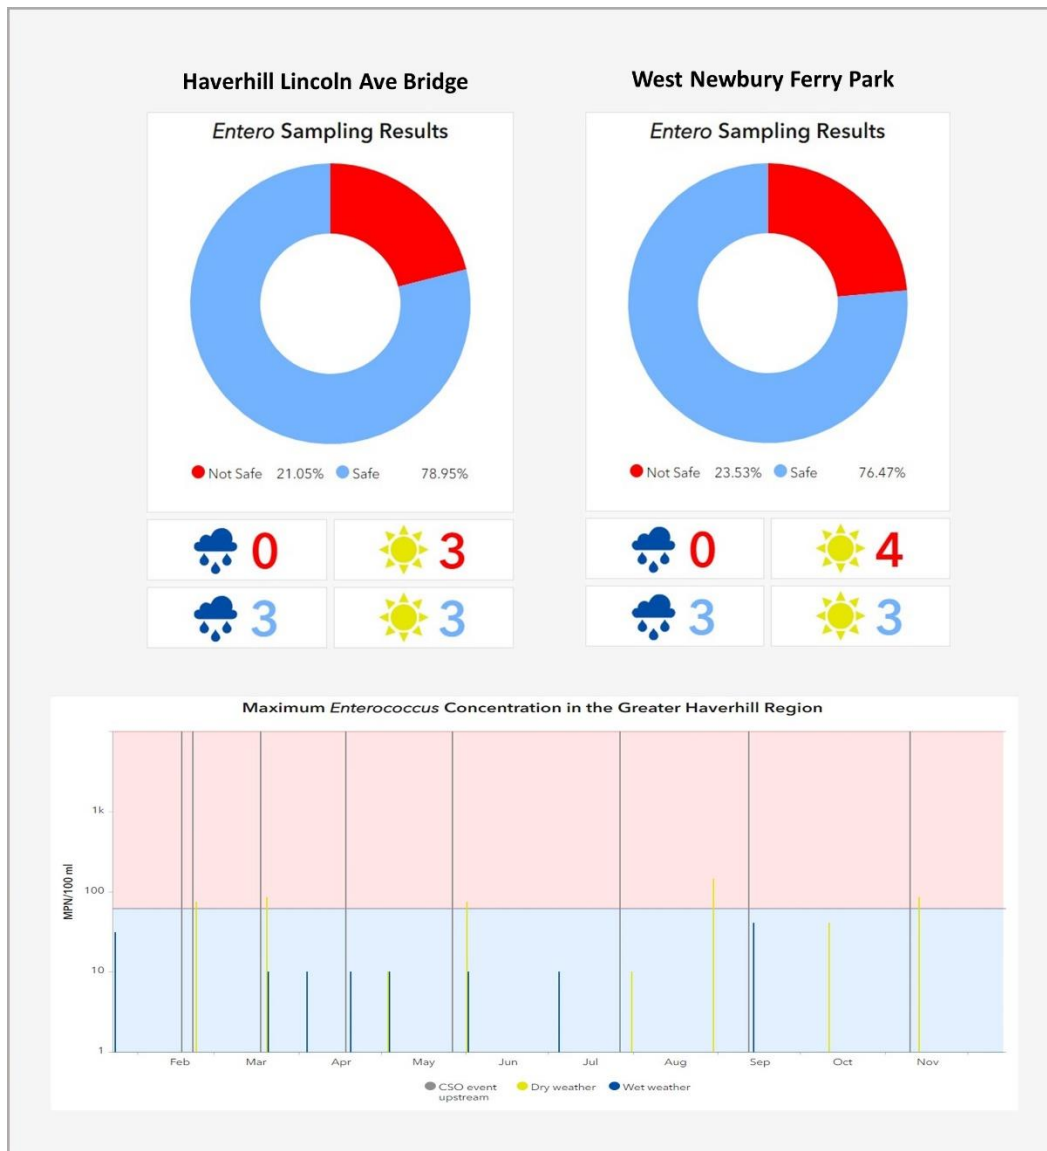 Haverhill Lincoln Ave Bridge
West Newbury Ferry Park
Entero Sampling Results
Not Safe 21.05% Safe 78.95%
0
3
3
3
Entero Sampling Results
Not Safe 23.53% Safe 76.47%
0
4
3
3
Maximum Enterococcus Concentration in the Greater Haverhill Region
MPN/100 ml
1k
100
10
1
Feb Mar Apr May Jun Jul Aug Sep Oct Nov
CSO event
upstream
Dry weather
Wet weather